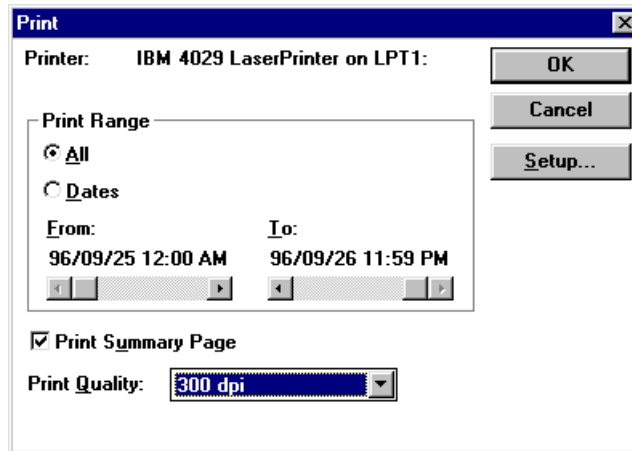 Print
Printer: IBM 4029 LaserPrinter on LPT1:
OK
Cancel
Setup...
Print Range
All
Dates
From: To:
96/09/25 12:00 AM 96/09/26 11:59 PM
Print Summary Page
Print Quality: 300 dpi